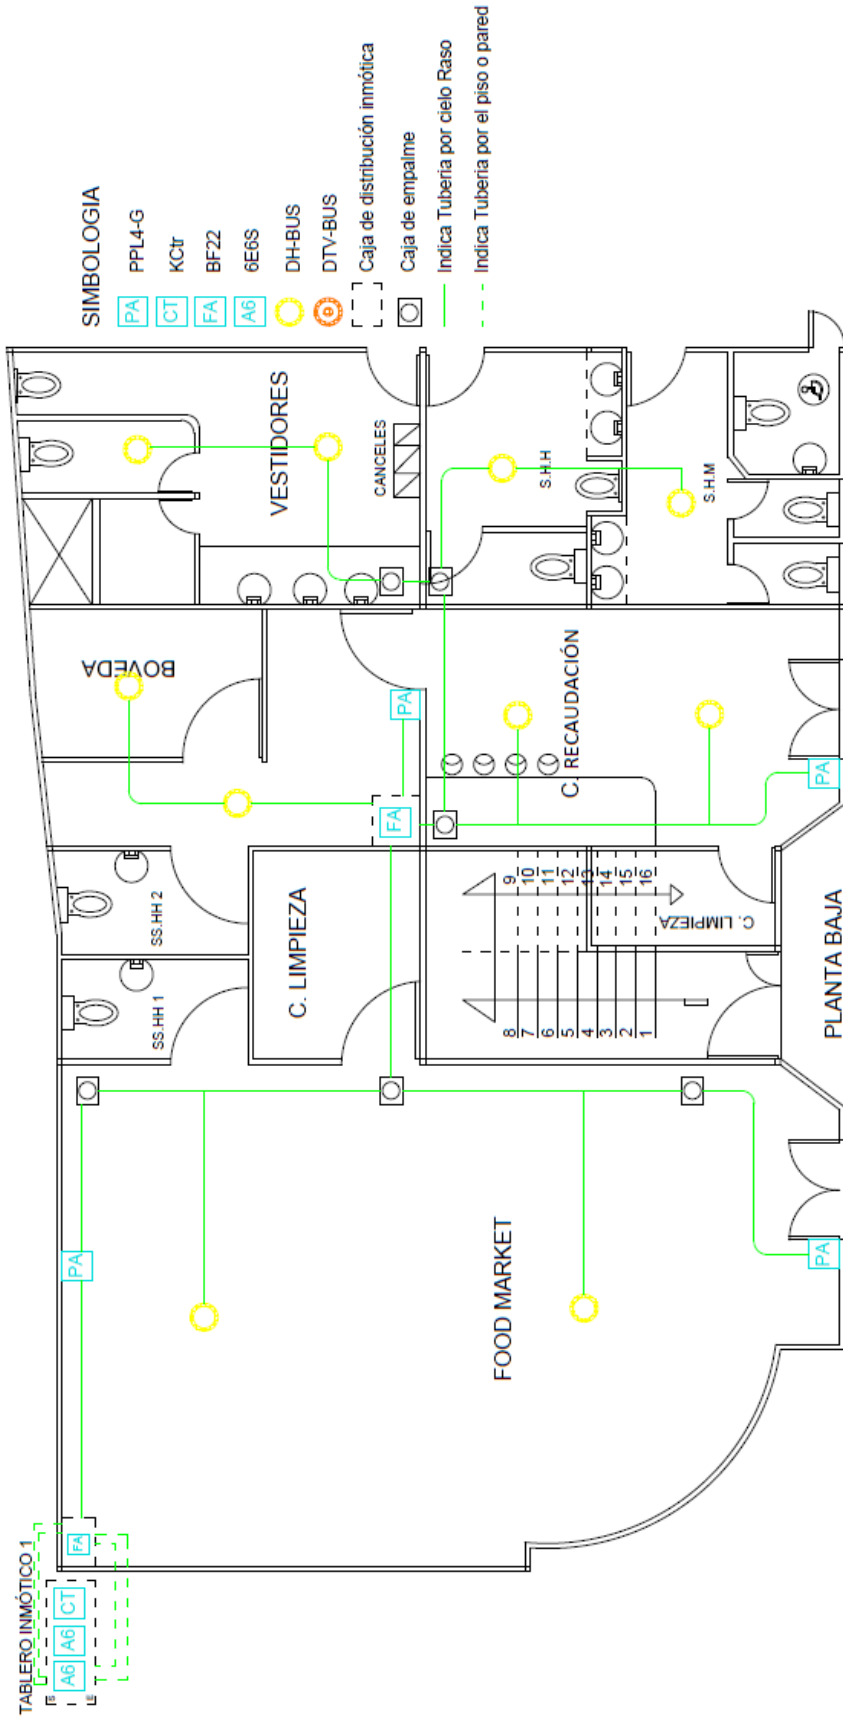 SIMBOLOGIA
PA PPL4-G
CT KCtr
FA BF22
A6 6E6S
DH-BUS
DTV-BUS
Caja de distribución inmótica
Caja de empalme
Indica Tuberia por cielo Raso
Indica Tuberia por el piso o pared
VESTIDORES
CANCELES
S.H.H
S.H.M
BOVEDA
PA
FA
C. RECAUDACIÓN
PA
SS.HH 2
SS.HH 1
C. LIMPIEZA
9
10
11
12
13
14
15
16
8
7
6
5
4
3
2
1
C. LIMPIEZA
PLANTA BAJA
PA
FOOD MARKET
PA
TABLERO INMÓTICO 1
FA
A6 A6 CT
S
E